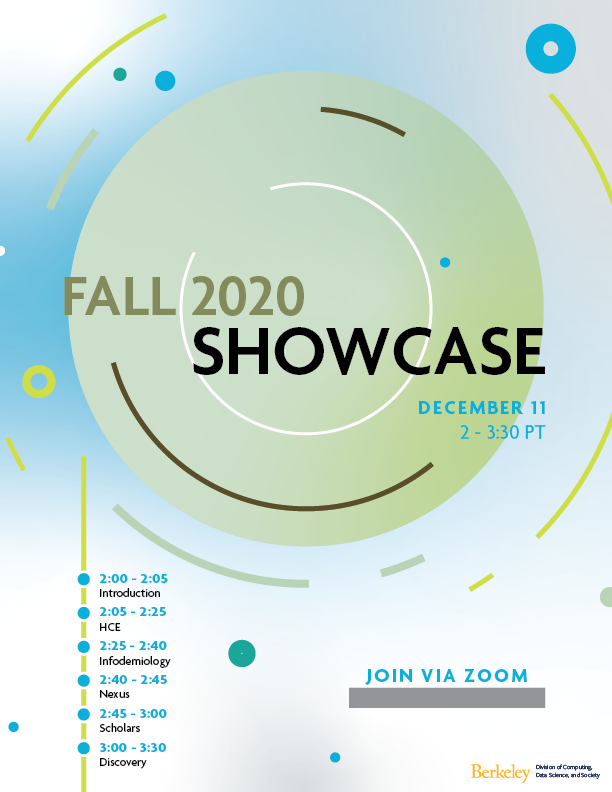 FALL 2020
SHOWCASE
DECEMBER 11
2 - 3:30 PT
2:00 - 2:05
Introduction
2:05 - 2:25
HCE
2:25 - 2:40
Infodemiology
2:40 - 2:45
Nexus
2:45 - 3:00
Scholars
3:00 - 3:30
Discovery
JOIN VIA ZOOM
Berkeley
Division of Computing,
Data Science, and Society